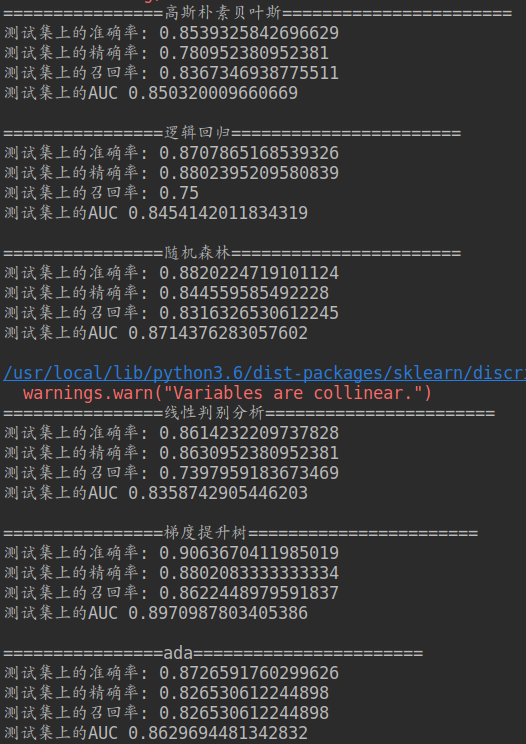 ================高斯朴素贝叶斯=======================
测试集上的准确率: 0.8539325842696629
测试集上的精确率: 0.780952380952381
测试集上的召回率: 0.8367346938775511
测试集上的AUC 0.850320009660669
================逻辑回归=======================
测试集上的准确率: 0.8707865168539326
测试集上的精确率: 0.8802395209580839
测试集上的召回率: 0.75
测试集上的AUC 0.8454142011834319
================随机森林=======================
测试集上的准确率: 0.8820224719101124
测试集上的精确率: 0.844559585492228
测试集上的召回率: 0.8316326530612245
测试集上的AUC 0.8714376283057602
/usr/local/lib/python3.6/dist-packages/sklearn/discri
warnings.warn("Variables are collinear.")
================线性判别分析=======================
测试集上的准确率: 0.8614232209737828
测试集上的精确率: 0.8630952380952381
测试集上的召回率: 0.7397959183673469
测试集上的AUC 0.8358742905446203
================梯度提升树=======================
测试集上的准确率: 0.9063670411985019
测试集上的精确率: 0.8802083333333334
测试集上的召回率: 0.8622448979591837
测试集上的AUC 0.8970987803405386
================ada=======================
测试集上的准确率: 0.8726591760299626
测试集上的精确率: 0.826530612244898
测试集上的召回率: 0.826530612244898
测试集上的AUC 0.8629694481342832